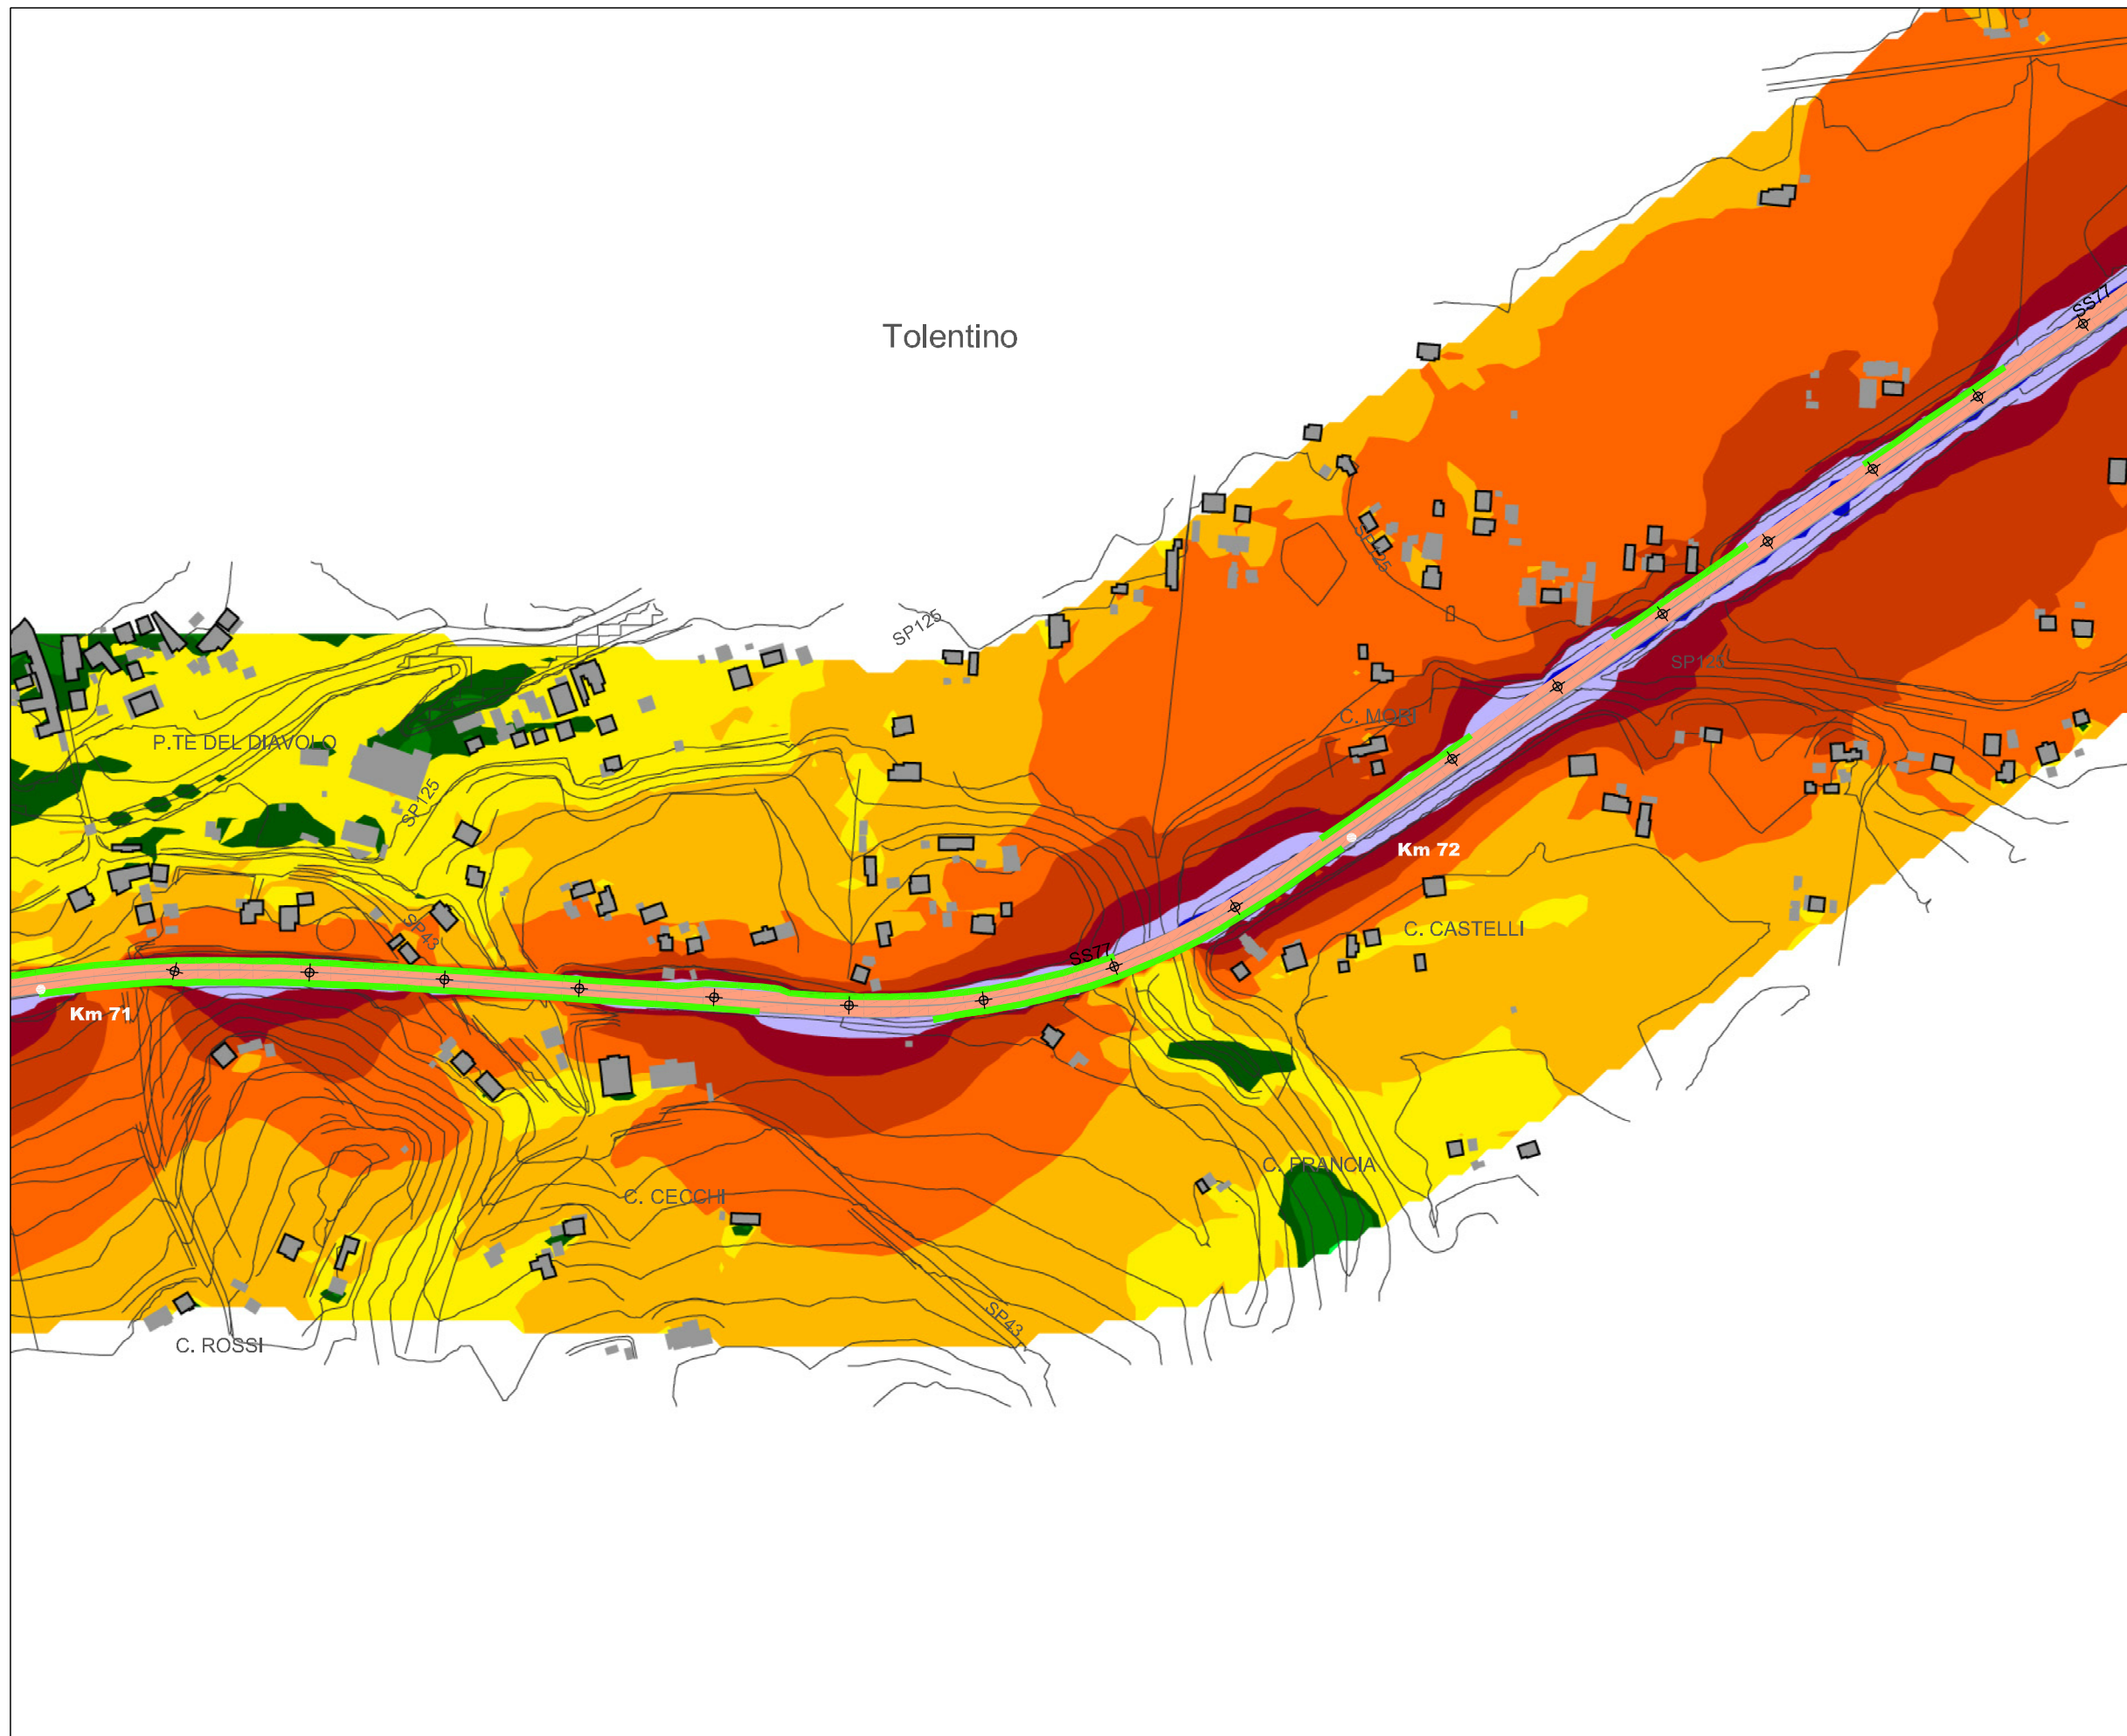 SS77
Tolentino
SP125
SP125
SP125
C. MORI
P.TE DEL DIAVOLO
SP125
Km 72
SP43
C. CASTELLI
SS77
Km 71
C. FRANCIA
C. CECCHI
SP43
C. ROSSI